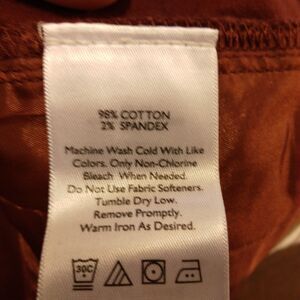 98% COTTON
2% SPANDEX
Machine Wash Cold With Like
Colors. Only Non-Chlorine
Bleach When Needed.
Do Not Use Fabric Softeners.
Tumble Dry Low.
Remove Promptly.
Warm Iron As Desired.
30C